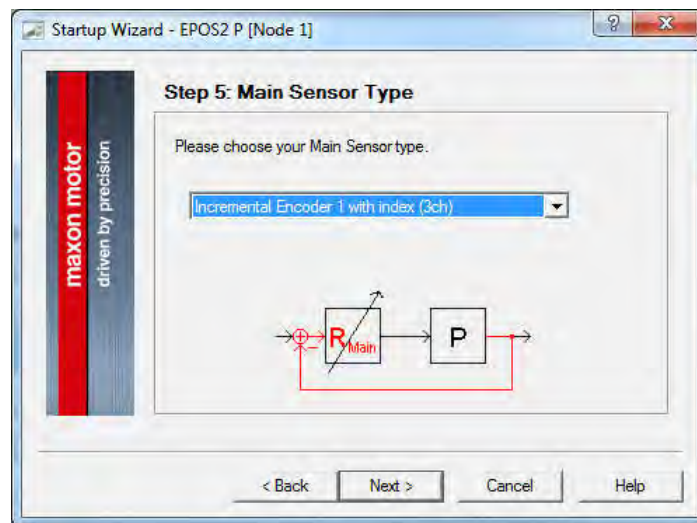 Startup Wizard - EPOS2 P [Node 1]
maxon motor
driven by precision
Step 5: Main Sensor Type
Please choose your Main Sensor type.
Incremental Encoder 1 with index (3ch)
R Main
P
< Back
Next >
Cancel
Help